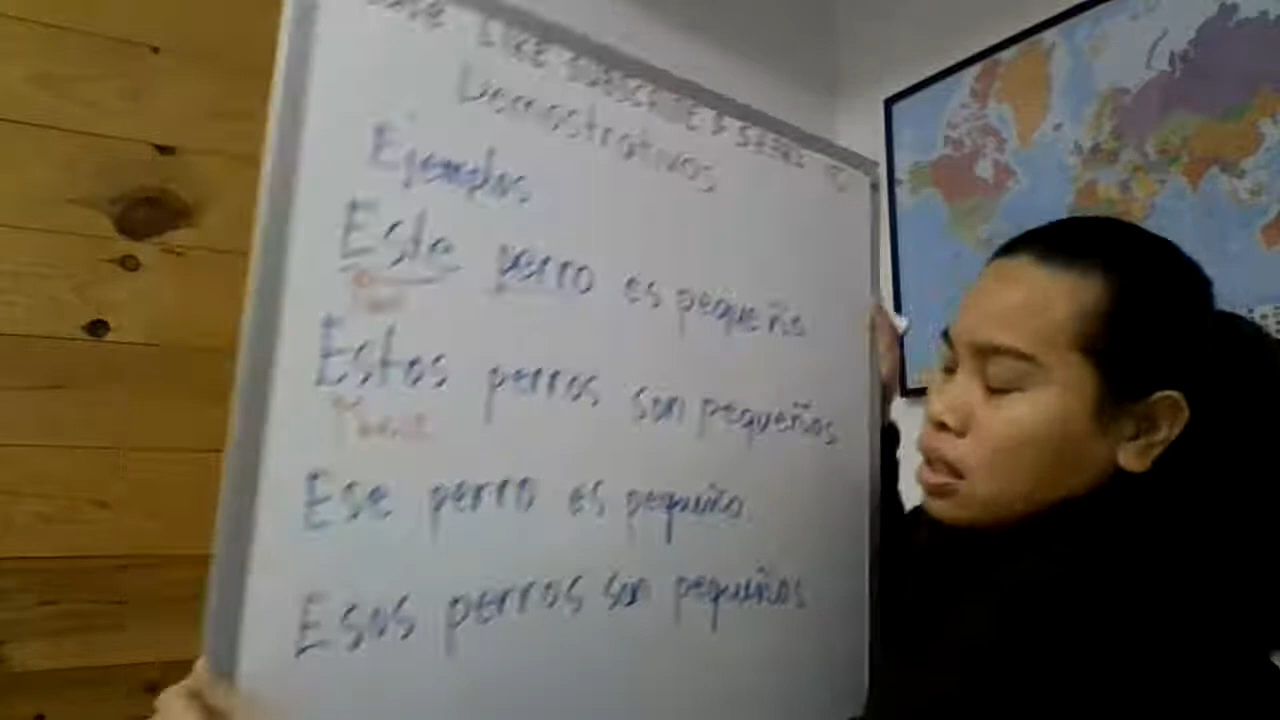 Demostrativos
Ejemplos
Este perro es pequeño
Estos perros son pequeños
Ese perro es pequeño
Esos perros son pequeños